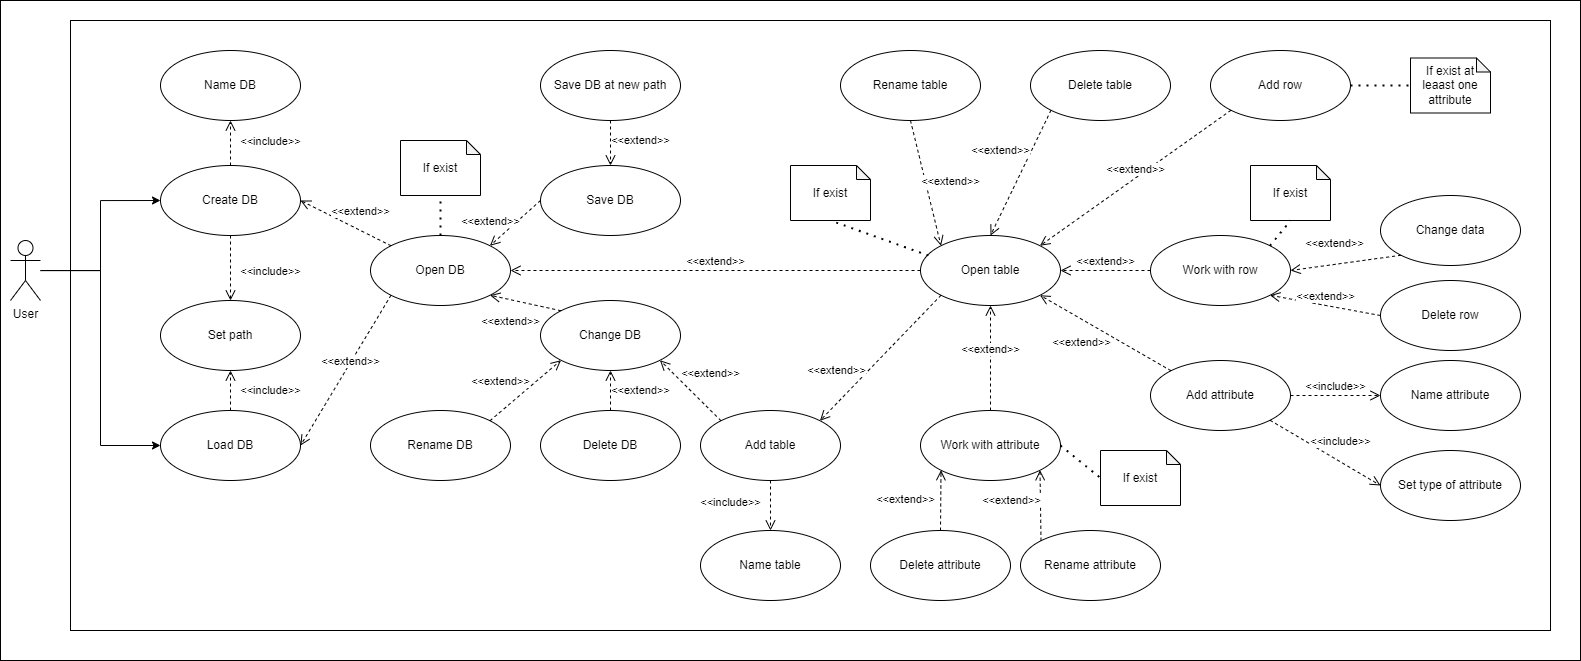 Name DB
Save DB at new path
Rename table
Delete table
Add row
If exist at
leeast one
attribute
<<include>>
<<extend>>
<<extend>>
<<extend>>
<<extend>>
If exist
If exist
If exist
Create DB
<<extend>>
<<extend>>
Save DB
Change data
<<include>>
Open DB
<<extend>>
Open table
<<extend>>
Work with row
<<extend>>
User
Set path
<<extend>>
Change DB
<<extend>>
Delete row
<<extend>>
<<extend>>
<<extend>>
<<include>>
<<extend>>
<<extend>>
<<extend>>
<<extend>>
Add attribute
<<include>>
Name attribute
Load DB
Rename DB
Delete DB
Add table
Work with attribute
<<include>>
If exist
Set type of attribute
<<include>>
<<extend>>
<<extend>>
Name table
Delete attribute
Rename attribute